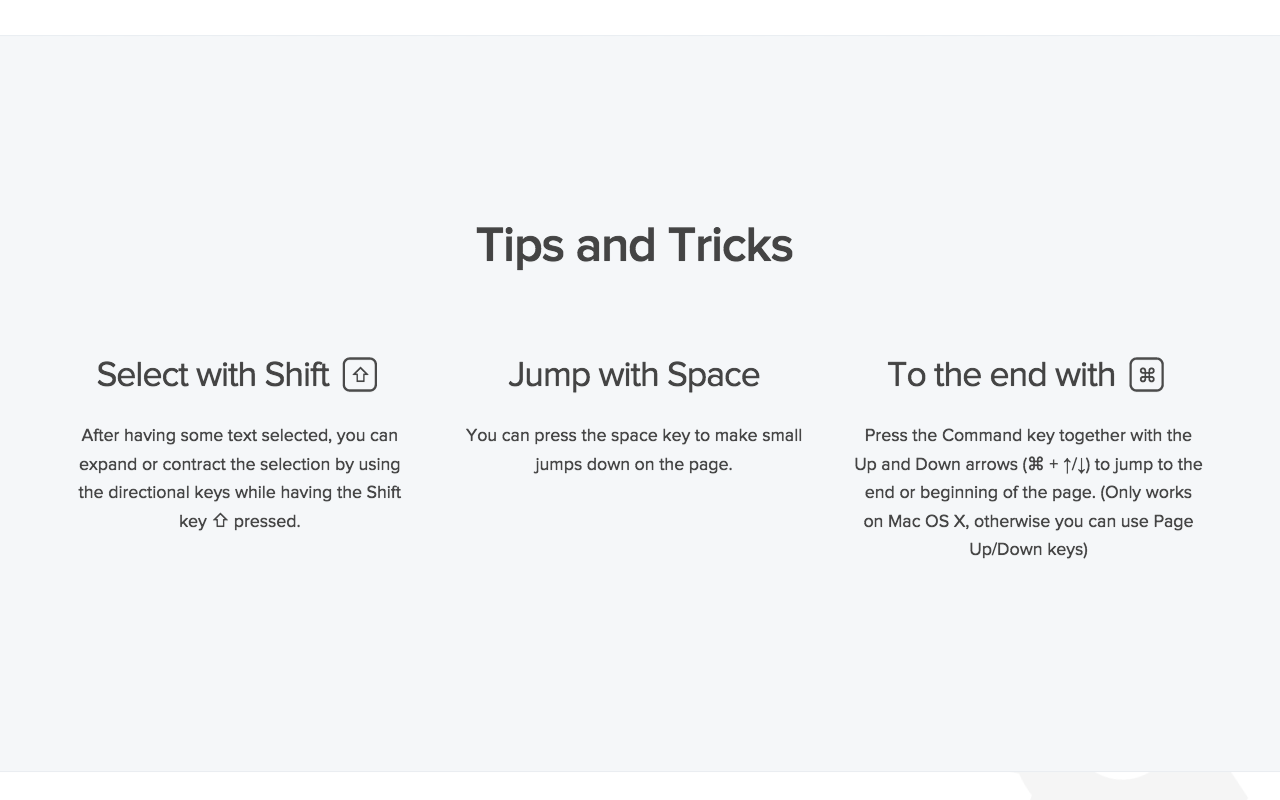 Tips and Tricks
Select with Shift ⇧
After having some text selected, you can
expand or contract the selection by using
the directional keys while having the Shift
key ⇧ pressed.
Jump with Space
You can press the space key to make small
jumps down on the page.
To the end with ⌘
Press the Command key together with the
Up and Down arrows (⌘ + ↑/↓) to jump to the
end or beginning of the page. (Only works
on Mac OS X, otherwise you can use Page
Up/Down keys)